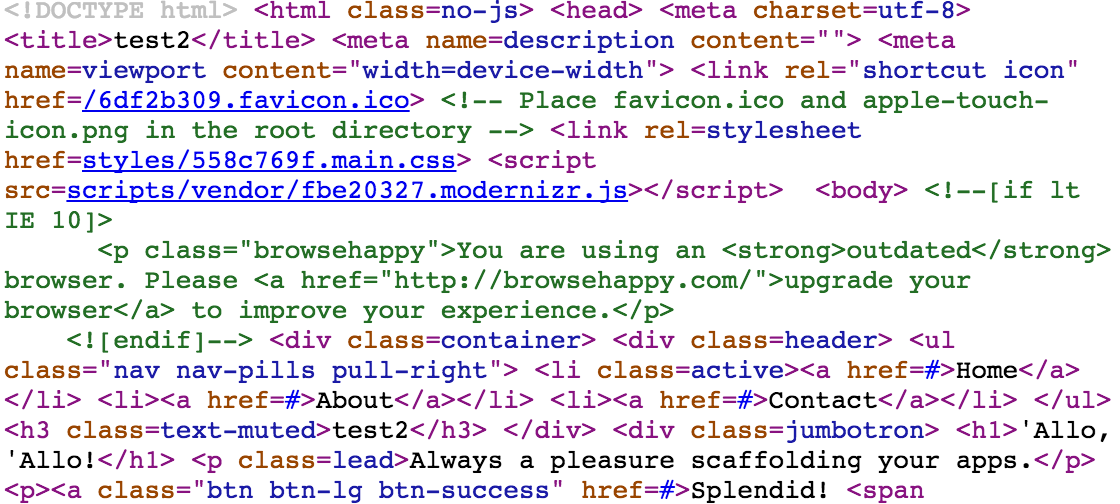 <!DOCTYPE html> <html class=no-js> <head> <meta charset=utf-8>
<title>test2</title> <meta name=description content=""> <meta
name=viewport content="width=device-width"> <link rel="shortcut icon"
href=/6df2b309.favicon.ico> <!-- Place favicon.ico and apple-touch-
icon.png in the root directory --> <link rel=stylesheet
href=styles/558c769f.main.css> <script
src=scripts/vendor/fbe20327.modernizr.js></script>  <body> <!--[if lt
IE 10]>
      <p class="browsehappy">You are using an <strong>outdated</strong>
browser. Please <a href="http://browsehappy.com/">upgrade your
browser</a> to improve your experience.</p>
    <![endif]--> <div class=container> <div class=header> <ul
class="nav nav-pills pull-right"> <li class=active><a href=#>Home</a>
</li> <li><a href=#>About</a></li> <li><a href=#>Contact</a></li> </ul>
<h3 class=text-muted>test2</h3> </div> <div class=jumbotron> <h1>'Allo,
'Allo!</h1> <p class=lead>Always a pleasure scaffolding your apps.</p>
<p><a class="btn btn-lg btn-success" href=#>Splendid! <span